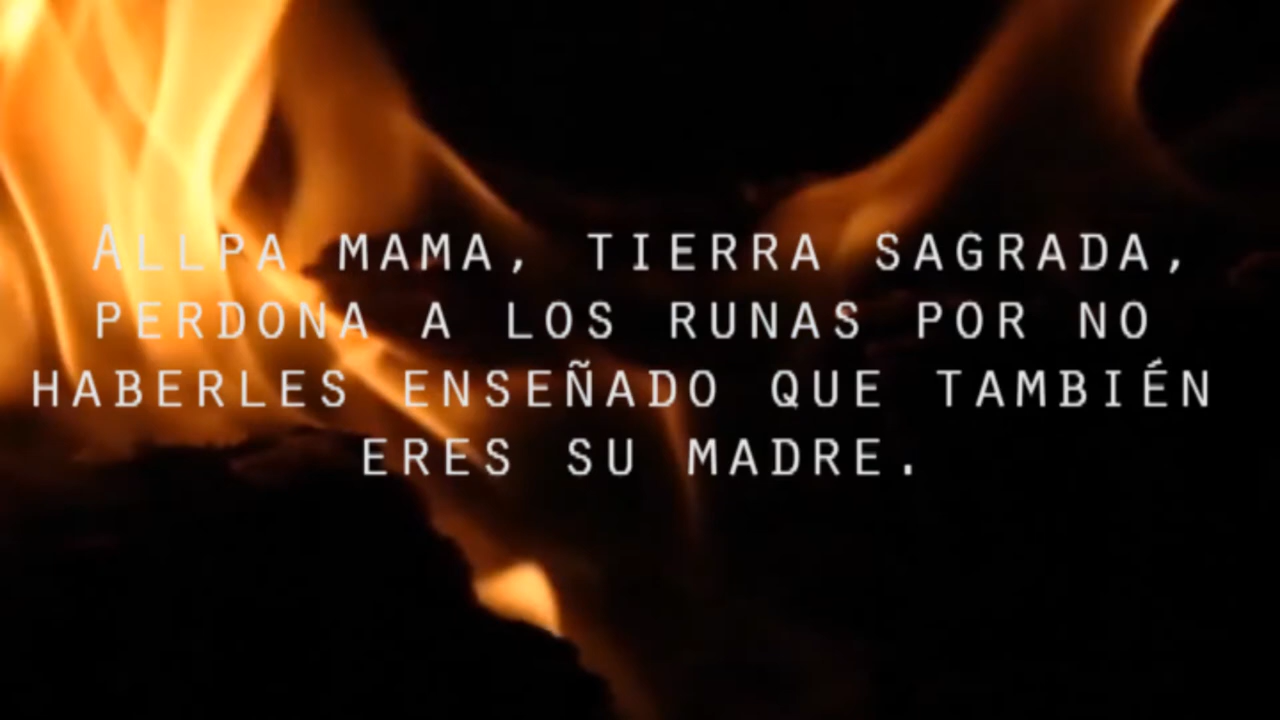 ALLPA MAMA, TIERRA SAGRADA,
PERDONA A LOS RUNAS POR NO
HABERLES ENSEÑADO QUE TAMBIÉN
ERES SU MADRE.